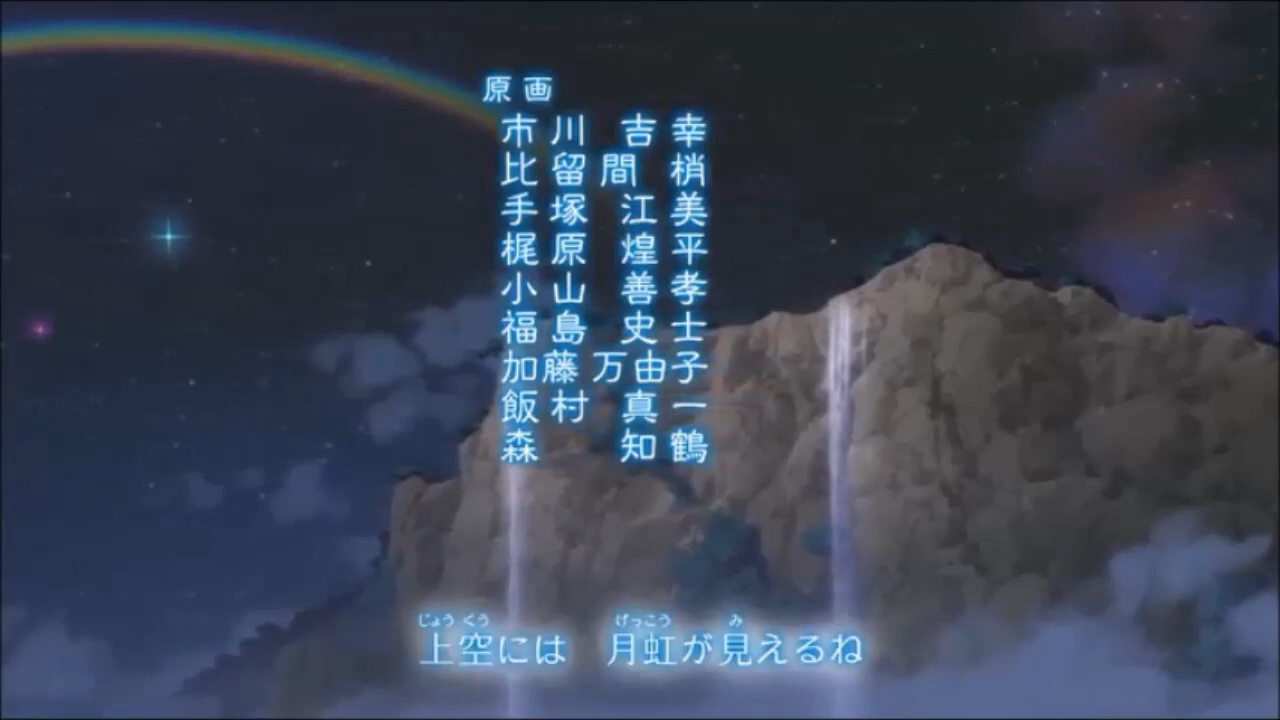 原画
市川 吉幸
比留間 梢
手塚 江美
梶原 煌平
小山 善孝
福島 史士
加藤 万由子
飯村 真一
森 知鶴
じょう くう げっこう み
上空には 月虹が見えるね